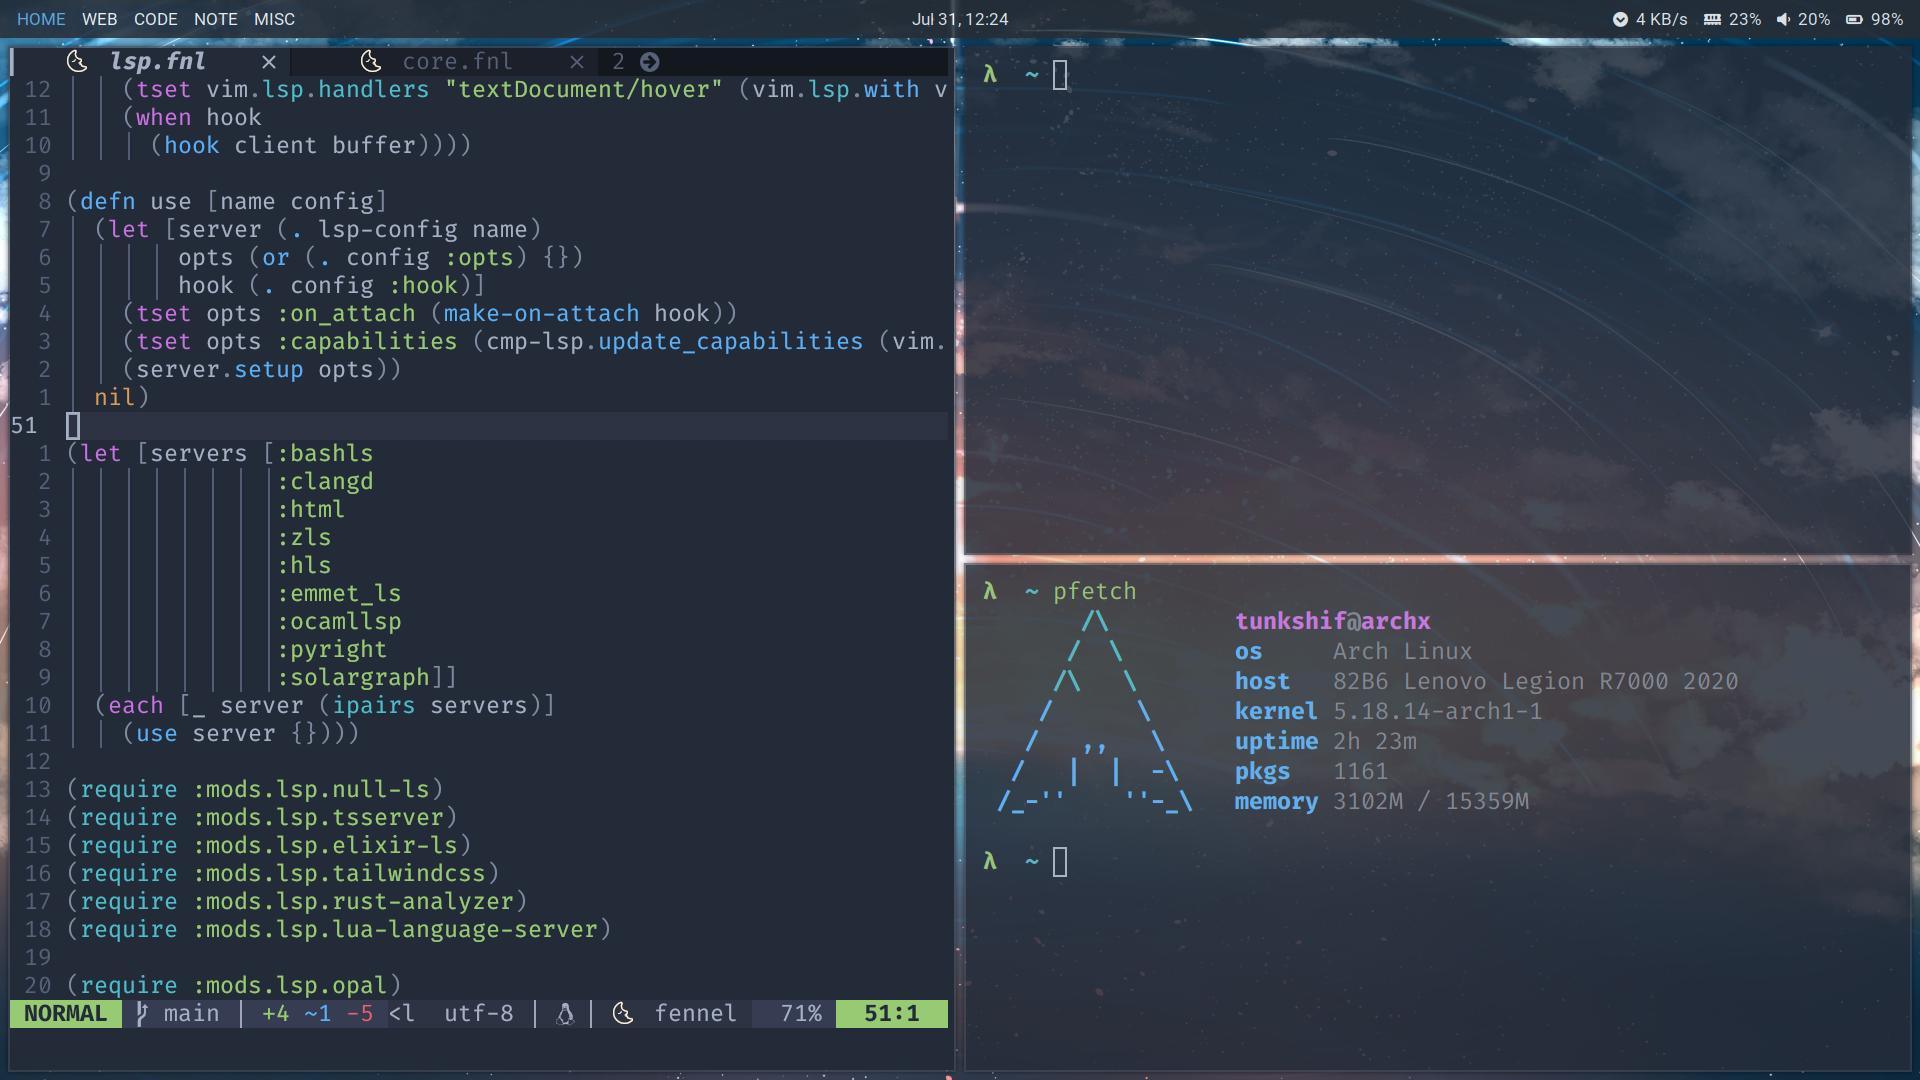 HOME WEB CODE NOTE MISC
Jul 31, 12:24
4 KB/s 23% 20% 98%
lsp.fnl × core.fnl × 2
12 (tset vim.lsp.handlers "textDocument/hover" (vim.lsp.with v
11 (when hook
10 (hook client buffer))))
9
8 (defn use [name config]
7 (let [server (. lsp-config name)
6 opts (or (. config :opts) {})
5 hook (. config :hook)]
4 (tset opts :on_attach (make-on-attach hook))
3 (tset opts :capabilities (cmp-lsp.update_capabilities (vim.
2 (server.setup opts))
1 nil)
51
1 (let [servers [:bashls
2 :clangd
3 :html
4 :zls
5 :hls
6 :emmet_ls
7 :ocamllsp
8 :pyright
9 :solargraph]]
10 (each [_ server (ipairs servers)]
11 (use server {})))
12
13 (require :mods.lsp.null-ls)
14 (require :mods.lsp.tsserver)
15 (require :mods.lsp.elixir-ls)
16 (require :mods.lsp.tailwindcss)
17 (require :mods.lsp.rust-analyzer)
18 (require :mods.lsp.lua-language-server)
19
20 (require :mods.lsp.opal)
NORMAL main +4 ~1 -5 <l utf-8 fennel 71% 51:1
λ ~
λ ~ pfetch
tunkshif@archx
os Arch Linux
host 82B6 Lenovo Legion R7000 2020
kernel 5.18.14-arch1-1
uptime 2h 23m
pkgs 1161
memory 3102M / 15359M
λ ~